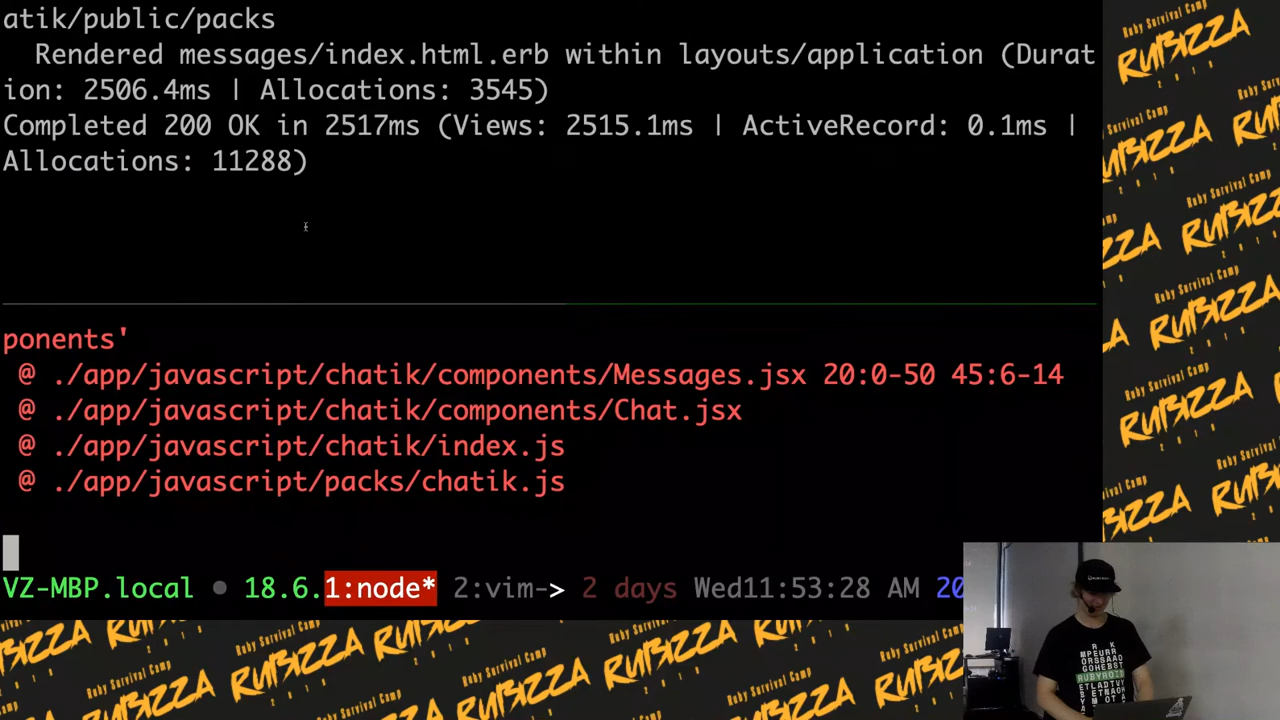 atik/public/packs
Rendered messages/index.html.erb within layouts/application (Durat
ion: 2506.4ms | Allocations: 3545)
Completed 200 OK in 2517ms (Views: 2515.1ms | ActiveRecord: 0.1ms |
Allocations: 11288)
ponents'
@ ./app/javascript/chatik/components/Messages.jsx 20:0-50 45:6-14
@ ./app/javascript/chatik/components/Chat.jsx
@ ./app/javascript/chatik/index.js
@ ./app/javascript/packs/chatik.js
VZ-MBP.local ● 18.6.1:node* 2:vim-> 2 days Wed11:53:28 AM 20
Ruby Survival Camp
RUBIZZA
2019
RUBYROID